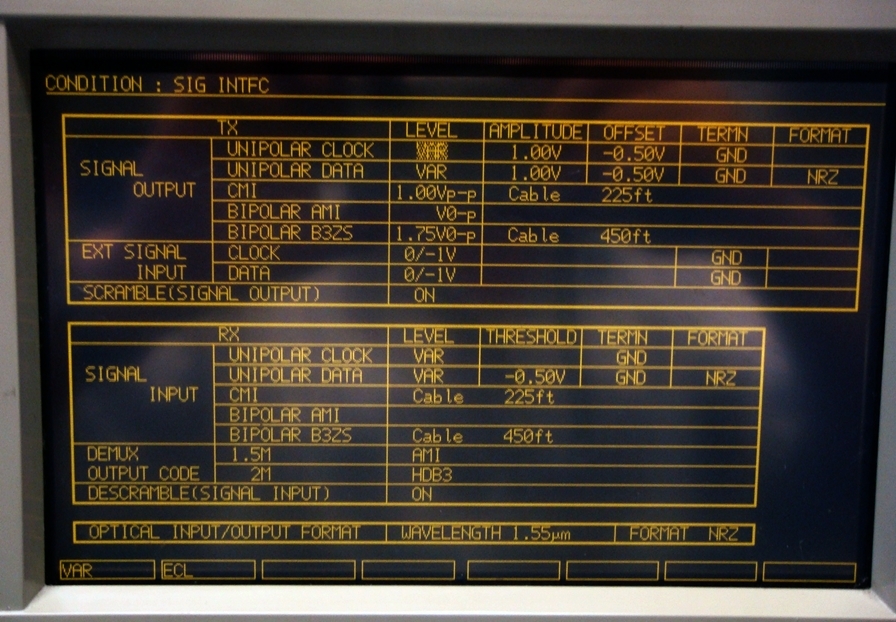 CONDITION : SIG INTFC
TX LEVEL AMPLITUDE OFFSET TERMN FORMAT
SIGNAL OUTPUT
UNIPOLAR CLOCK VAR 1.00V -0.50V GND
UNIPOLAR DATA VAR 1.00V -0.50V GND NRZ
CMI 1.00Vp-p Cable 225ft
BIPOLAR AMI V0-p
BIPOLAR B3ZS 1.75V0-p Cable 450ft
EXT SIGNAL INPUT
CLOCK 0/-1V GND
DATA 0/-1V GND
SCRAMBLE(SIGNAL OUTPUT) ON
RX LEVEL THRESHOLD TERMN FORMAT
SIGNAL INPUT
UNIPOLAR CLOCK VAR GND
UNIPOLAR DATA VAR -0.50V GND NRZ
CMI Cable 225ft
BIPOLAR AMI
BIPOLAR B3ZS Cable 450ft
DEMUX OUTPUT CODE
1.5M AMI
2M HDB3
DESCRAMBLE(SIGNAL INPUT) ON
OPTICAL INPUT/OUTPUT FORMAT WAVELENGTH 1.55µm FORMAT NRZ
VAR ECL